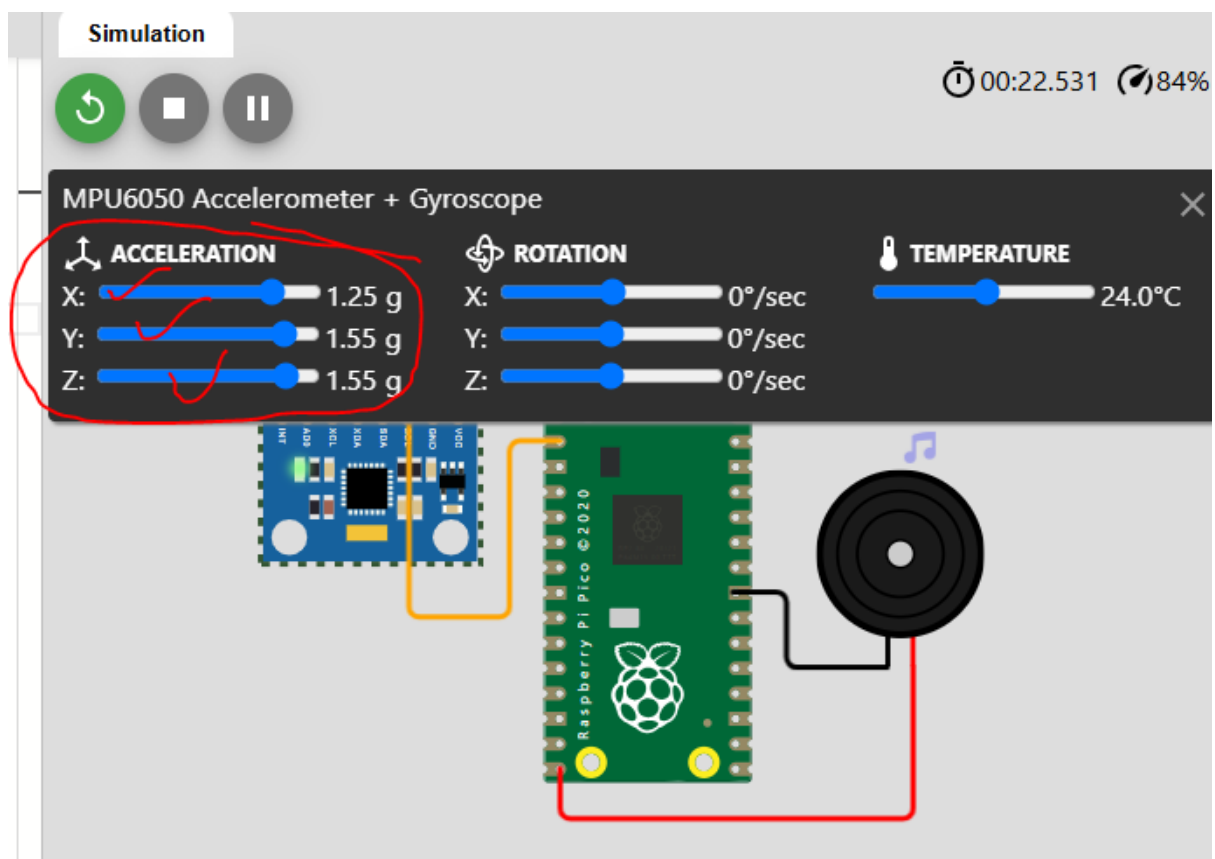 Simulation
00:22.531 84%
MPU6050 Accelerometer + Gyroscope
ACCELERATION ROTATION TEMPERATURE
X: 1.25 g X: 0°/sec 24.0°C
Y: 1.55 g Y: 0°/sec
Z: 1.55 g Z: 0°/sec
INT AD0 XCL XDA SDA SCL GND VCC
Raspberry Pi Pico ©2020